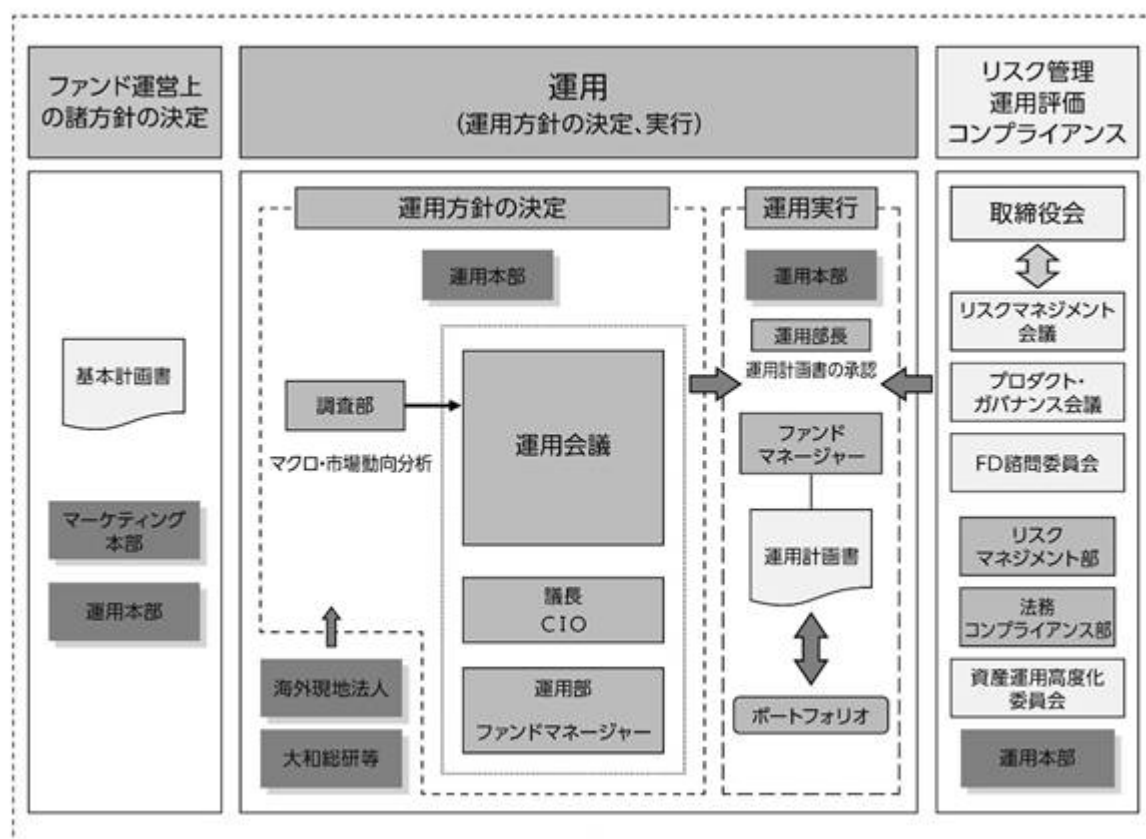 ファンド運営上
の諸方針の決定
運用
(運用方針の決定、実行)
リスク管理
運用評価
コンプライアンス
基本計画書
マーケティング
本部
運用本部
運用方針の決定
運用本部
調査部
マクロ・市場動向分析
運用会議
議長
CIO
運用部
ファンドマネージャー
海外現地法人
大和総研等
運用実行
運用本部
運用部長
運用計画書の承認
ファンド
マネージャー
運用計画書
ポートフォリオ
取締役会
リスクマネジメント
会議
プロダクト・
ガバナンス会議
FD諮問委員会
リスク
マネジメント部
法務
コンプライアンス部
資産運用高度化
委員会
運用本部